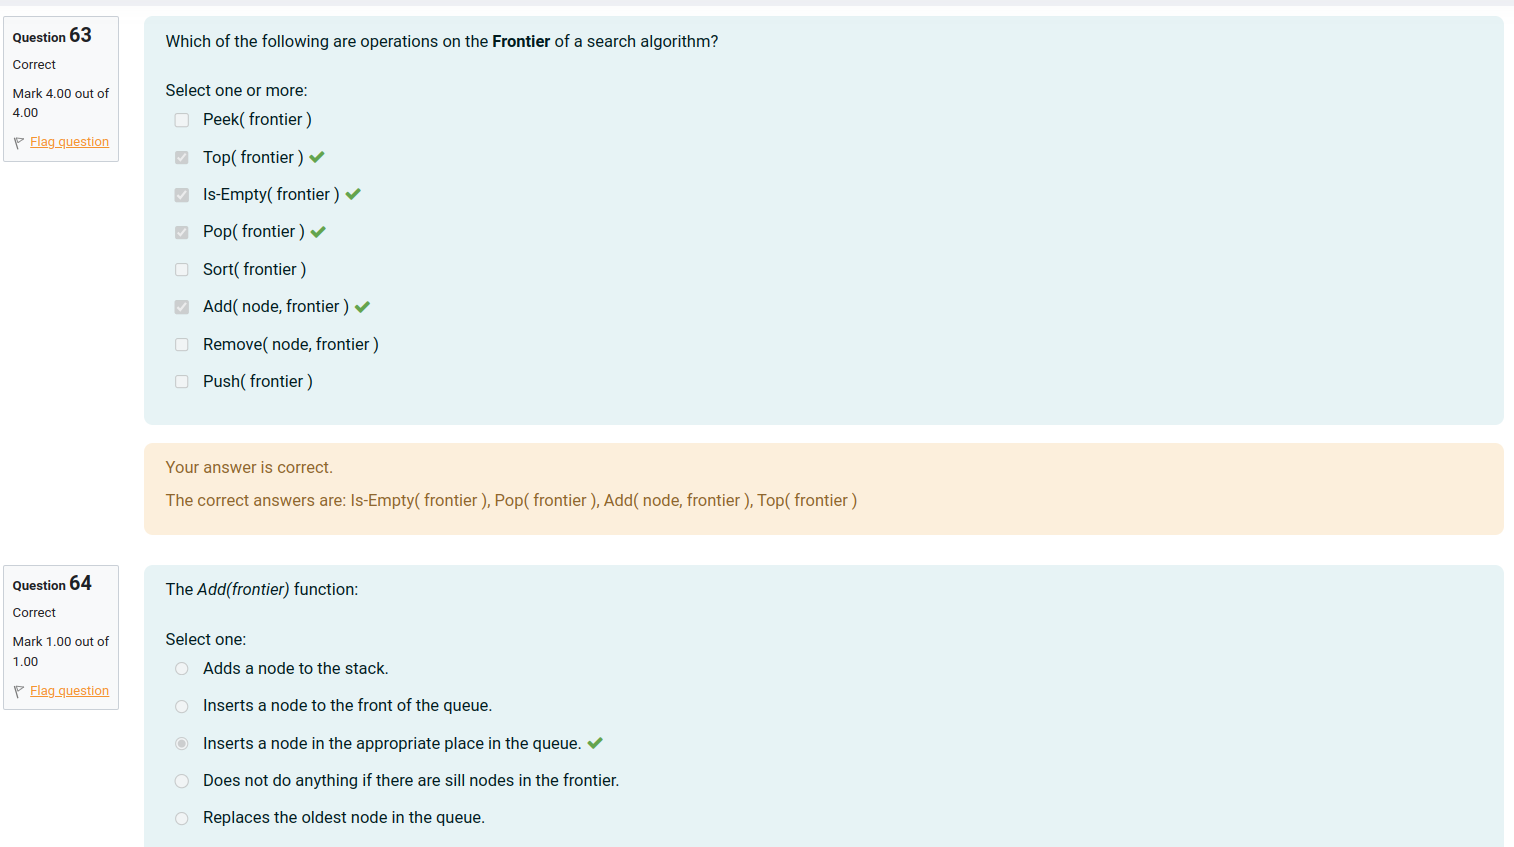 Question 63
Correct
Mark 4.00 out of
4.00
Flag question
Which of the following are operations on the Frontier of a search algorithm?
Select one or more:
Peek( frontier )
Top( frontier )
Is-Empty( frontier )
Pop( frontier )
Sort( frontier )
Add( node, frontier )
Remove( node, frontier )
Push( frontier )
Your answer is correct.
The correct answers are: Is-Empty( frontier ), Pop( frontier ), Add( node, frontier ), Top( frontier )
Question 64
Correct
Mark 1.00 out of
1.00
Flag question
The Add(frontier) function:
Select one:
Adds a node to the stack.
Inserts a node to the front of the queue.
Inserts a node in the appropriate place in the queue.
Does not do anything if there are sill nodes in the frontier.
Replaces the oldest node in the queue.